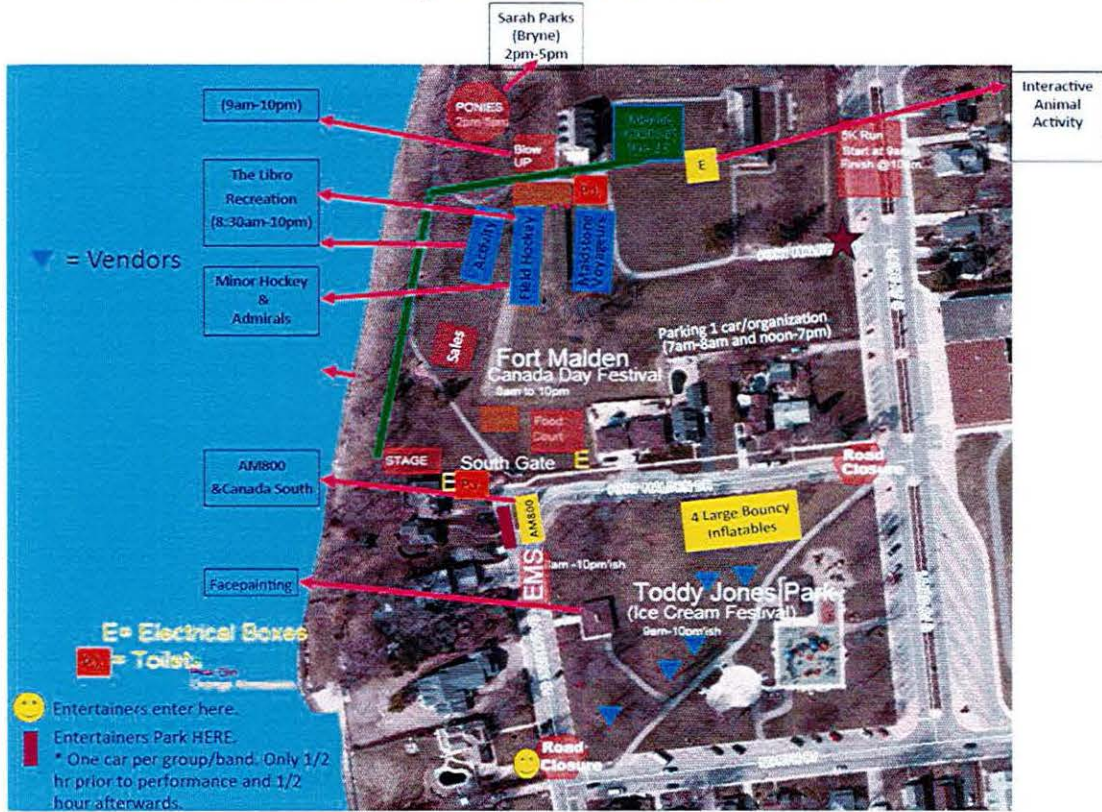 Sarah Parks
(Bryne)
2pm-5pm
(9am-10pm)
PONIES
2pm-5pm
Blow
UP
E
5K Run
Start at 9am
Finish @10am
Interactive
Animal
Activity
The Libro
Recreation
(8:30am-10pm)
Activity
Field Hockey
Maidstone
Voyageurs
= Vendors
Minor Hockey
&
Admirals
Sales
Parking 1 car/organization
(7am-8am and noon-7pm)
Fort Malden
Canada Day Festival
Food
Court
STAGE
South Gate
E
E
Road
Closure
AM800
&Canada South
AM800
4 Large Bouncy
Inflatables
EMS
Facepainting
Toddy Jones Park
(Ice Cream Festival)
9am-10pm'ish
E= Electrical Boxes
Entertainers enter here.
Entertainers Park HERE.
* One car per group/band. Only 1/2
hr prior to performance and 1/2
hour afterwards.
Road
Closure